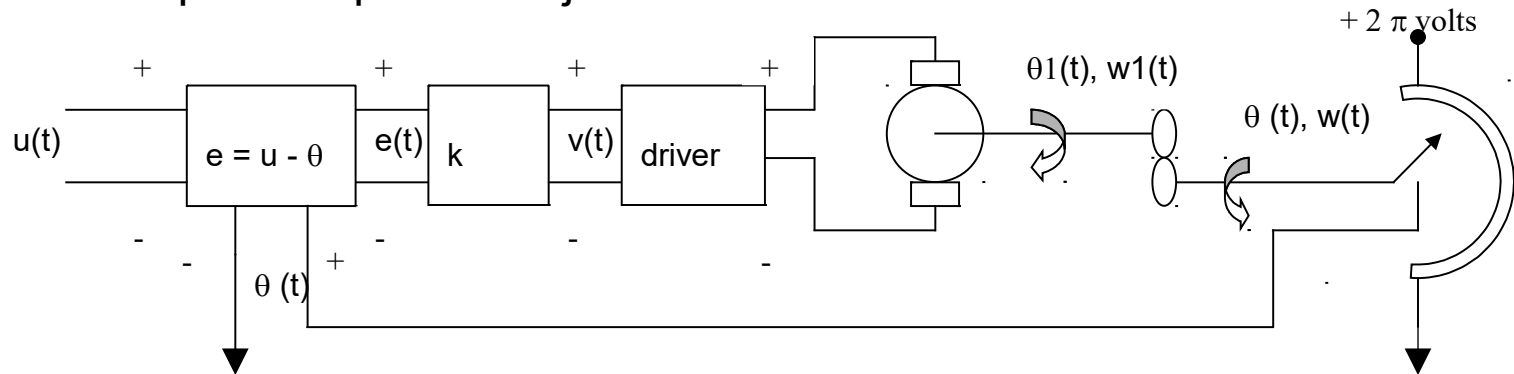 + 2 π volts
+ + + +
θ1(t), w1(t)
θ (t), w(t)
u(t)
e = u - θ
e(t)
k
v(t)
driver
- - - -
- +
θ (t)